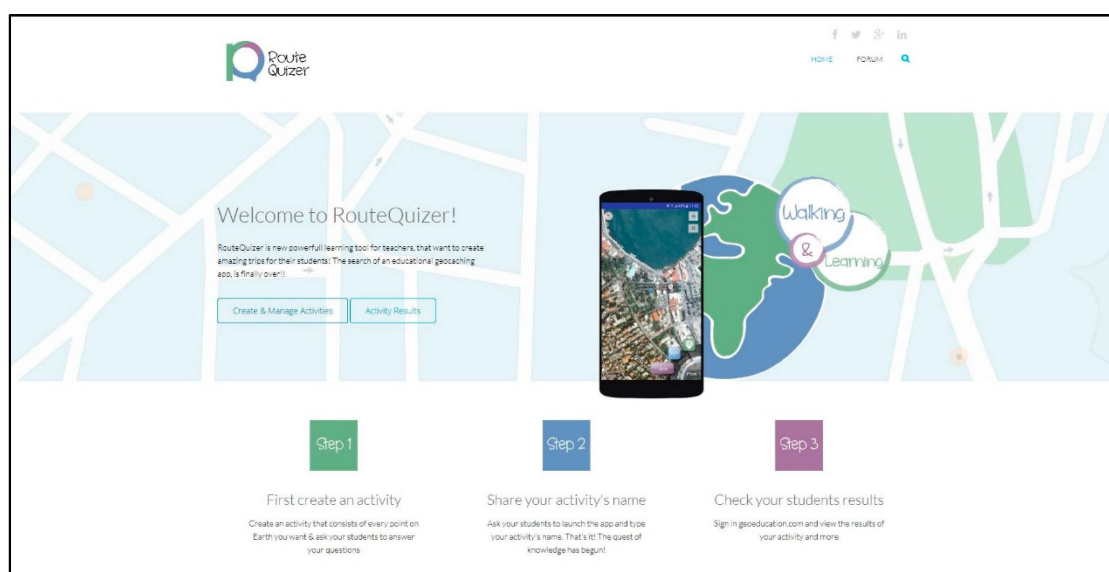 Route
Quizer
HOME FORUM
Welcome to RouteQuizer!
RouteQuizer is new powerfull learning tool for teachers, that want to create
amazing trips for their students! The search of an educational geocaching
app, is finally over!!
Create & Manage Activities
Activity Results
Walking
&
Learning
Step 1
First create an activity
Create an activity that consists of every point on
Earth you want & ask your students to answer
your questions
Step 2
Share your activity's name
Ask your students to launch the app and type
your activity's name. That's it! The quest of
knowledge has begun!
Step 3
Check your students results
Sign in geoeducation.com and view the results of
your activity and more